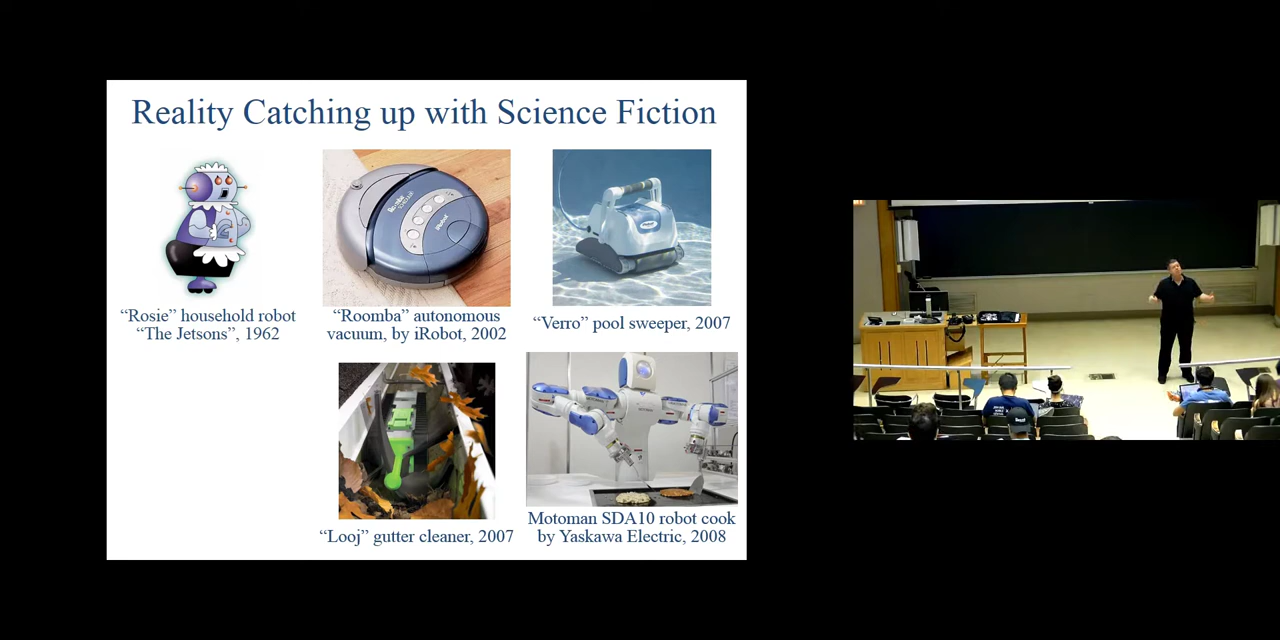 Reality Catching up with Science Fiction
“Rosie” household robot
“The Jetsons”, 1962
“Roomba” autonomous
vacuum, by iRobot, 2002
“Verro” pool sweeper, 2007
“Looj” gutter cleaner, 2007
Motoman SDA10 robot cook
by Yaskawa Electric, 2008
iRobot